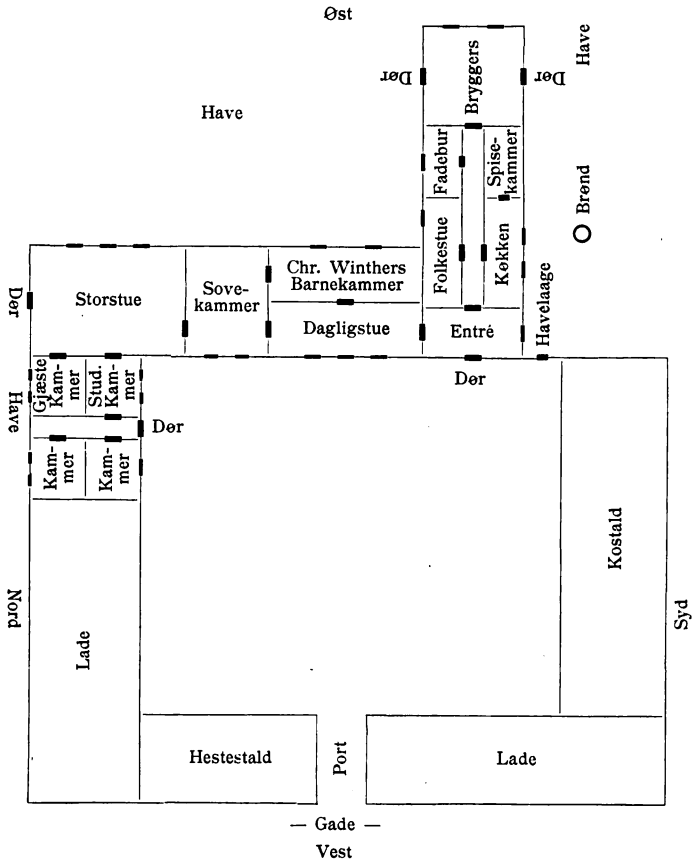 Øst
Have
Dør
Bryggers
Dør
Have
Fadebur
Spise-
kammer
Brønd
Folkestue
Køkken
Havelaage
Dør
Storstue
Sove-
kammer
Chr. Winthers
Barnekammer
Dagligstue
Entré
Dør
Have
Gjæste
Kam-
mer
Stud.
Kam-
mer
Dør
Kam-
mer
Kam-
mer
Nord
Lade
Kostald
Syd
Hestestald
Port
Lade
— Gade —
Vest